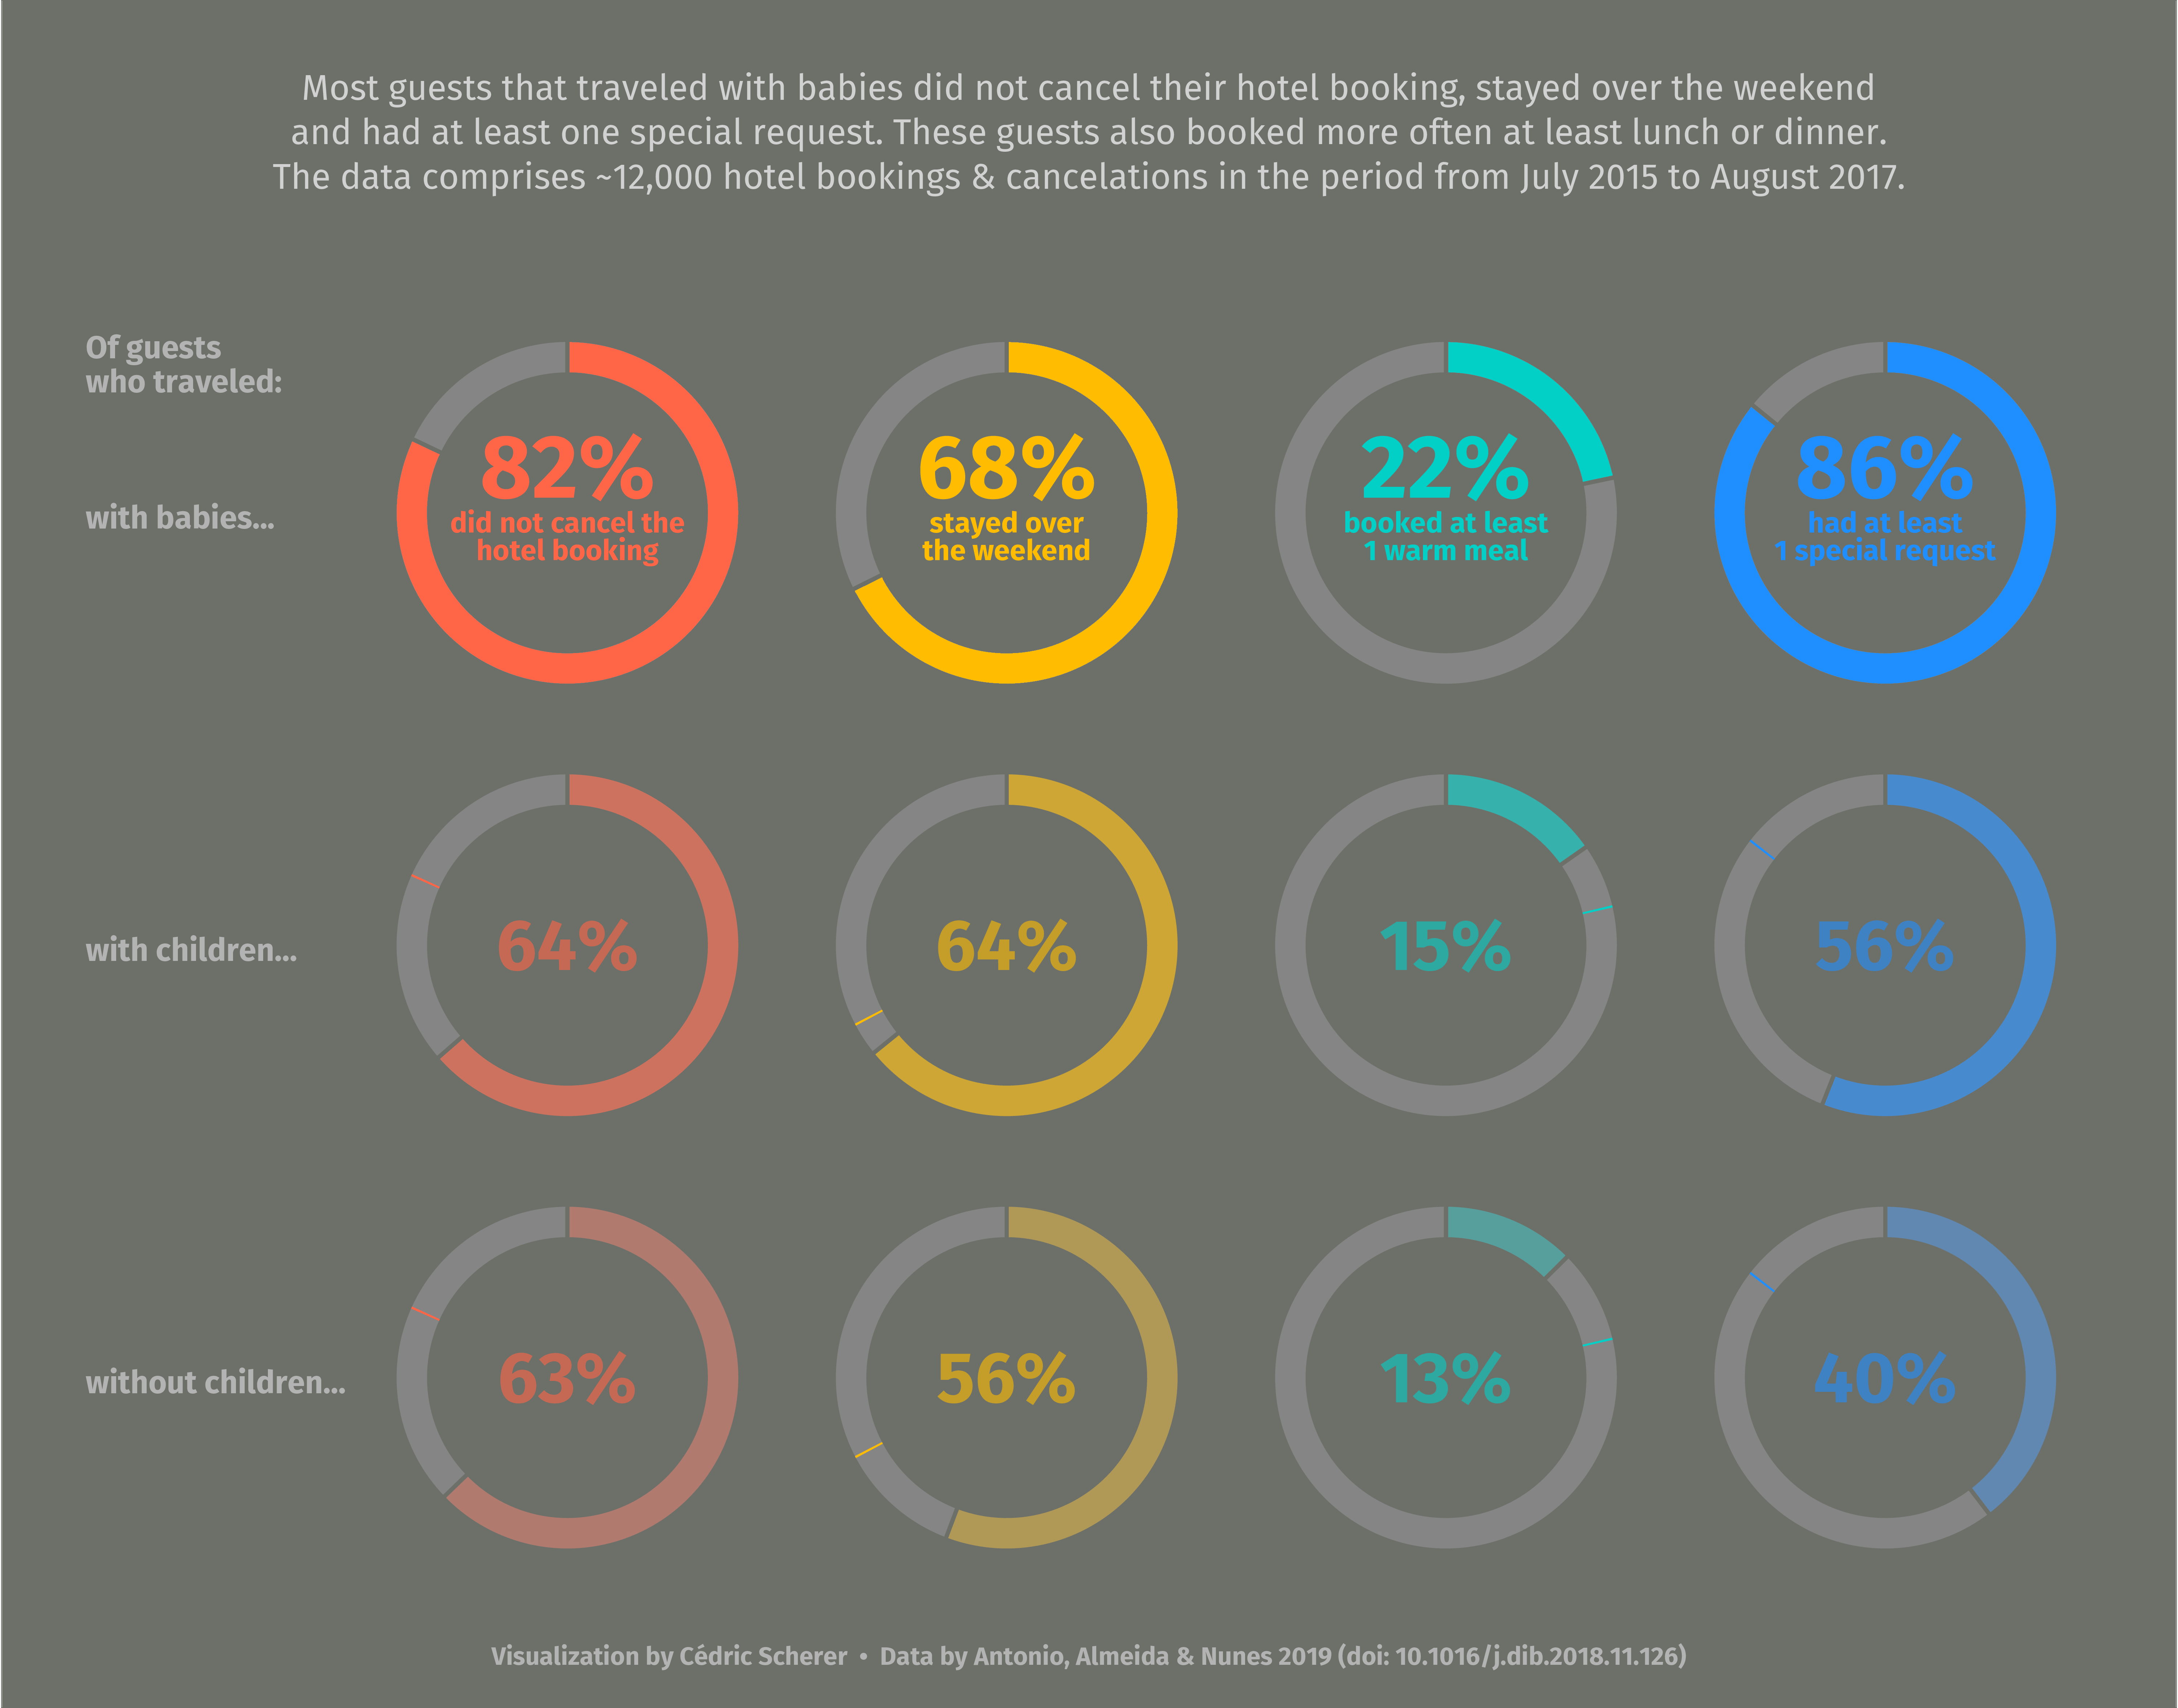 Most guests that traveled with babies did not cancel their hotel booking, stayed over the weekend
and had at least one special request. These guests also booked more often at least lunch or dinner.
The data comprises ~12,000 hotel bookings & cancelations in the period from July 2015 to August 2017.
Of guests
who traveled:
with babies...
82%
did not cancel the
hotel booking
68%
stayed over
the weekend
22%
booked at least
1 warm meal
86%
had at least
1 special request
with children...
64%
64%
15%
56%
without children...
63%
56%
13%
40%
Visualization by Cédric Scherer • Data by Antonio, Almeida & Nunes 2019 (doi: 10.1016/j.dib.2018.11.126)